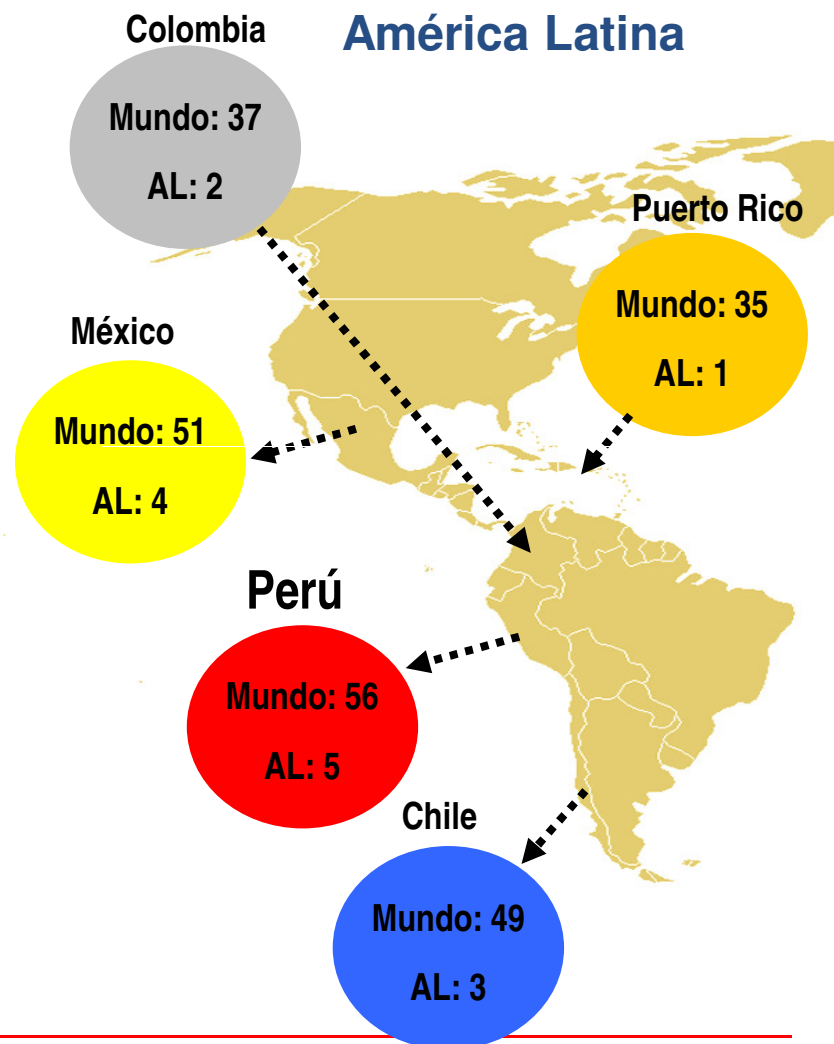 América Latina
Colombia
Mundo: 37
AL: 2
Puerto Rico
Mundo: 35
AL: 1
México
Mundo: 51
AL: 4
Perú
Mundo: 56
AL: 5
Chile
Mundo: 49
AL: 3